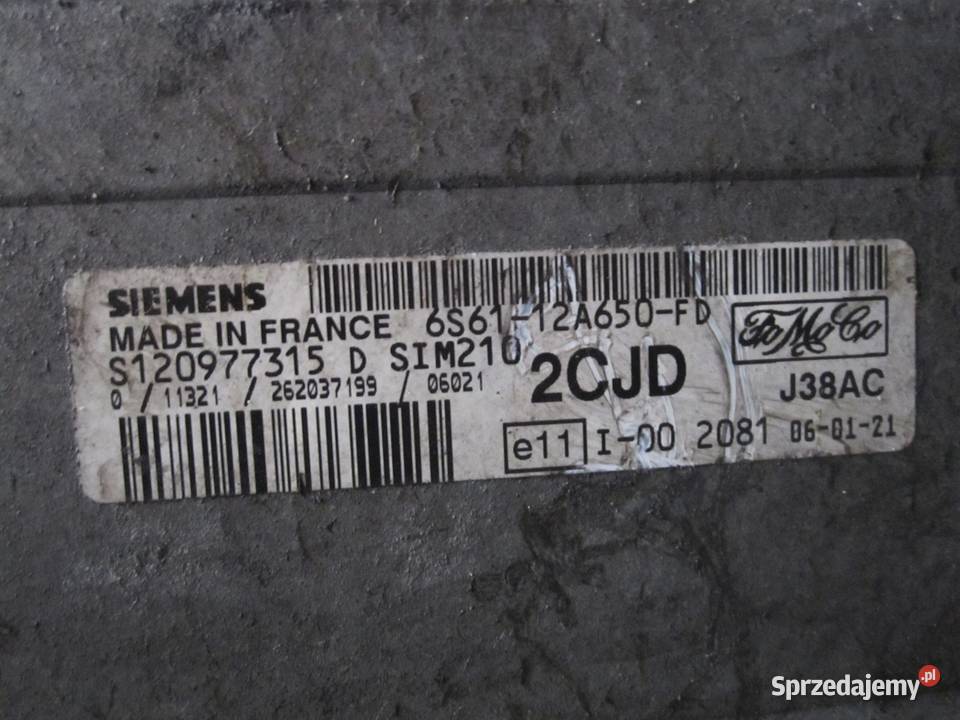 SIEMENS
MADE IN FRANCE 6S61-12A650-FD FoMoCo
S120977315 D SIM210 2CJD J38AC
0 / 11321 / 262037199 / 06021
e11 I-00 2081 06-01-21
Sprzedajemy.pl